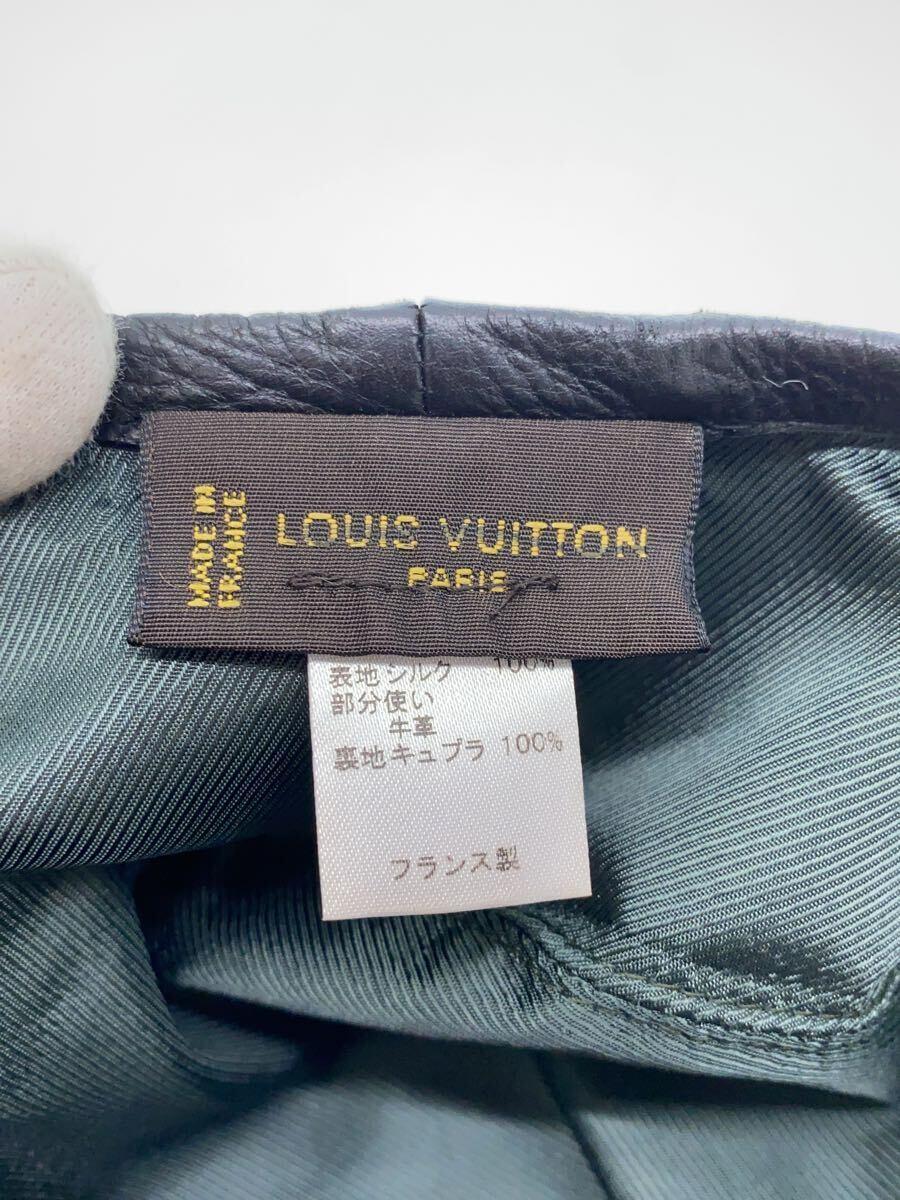 MADE IN
FRANCE
LOUIS VUITTON
PARIS
表地シルク 100%
部分使い
牛革
裏地キュプラ 100%
フランス製